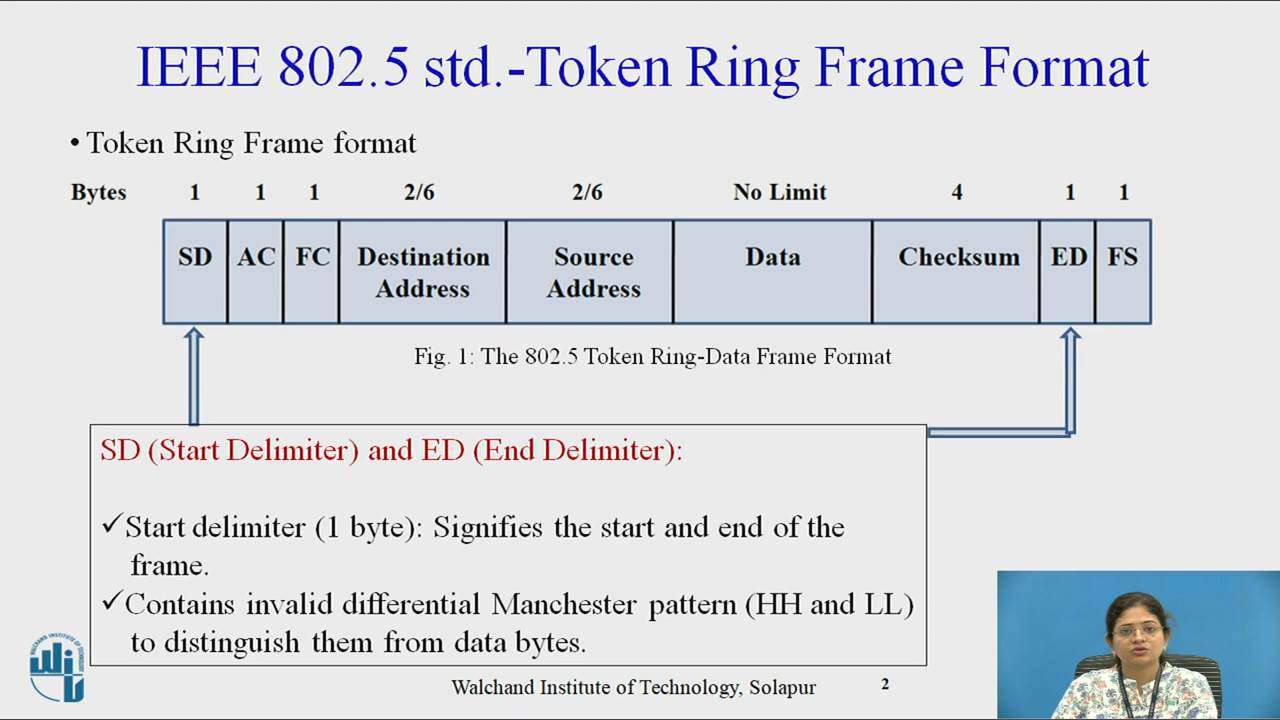 IEEE 802.5 std.-Token Ring Frame Format
• Token Ring Frame format
Bytes 1 1 1 2/6 2/6 No Limit 4 1 1
SD AC FC Destination Address Source Address Data Checksum ED FS
Fig. 1: The 802.5 Token Ring-Data Frame Format
SD (Start Delimiter) and ED (End Delimiter):
✓Start delimiter (1 byte): Signifies the start and end of the
frame.
✓Contains invalid differential Manchester pattern (HH and LL)
to distinguish them from data bytes.
WALCHAND INSTITUTE OF TECHNOLOGY
Walchand Institute of Technology, Solapur 2